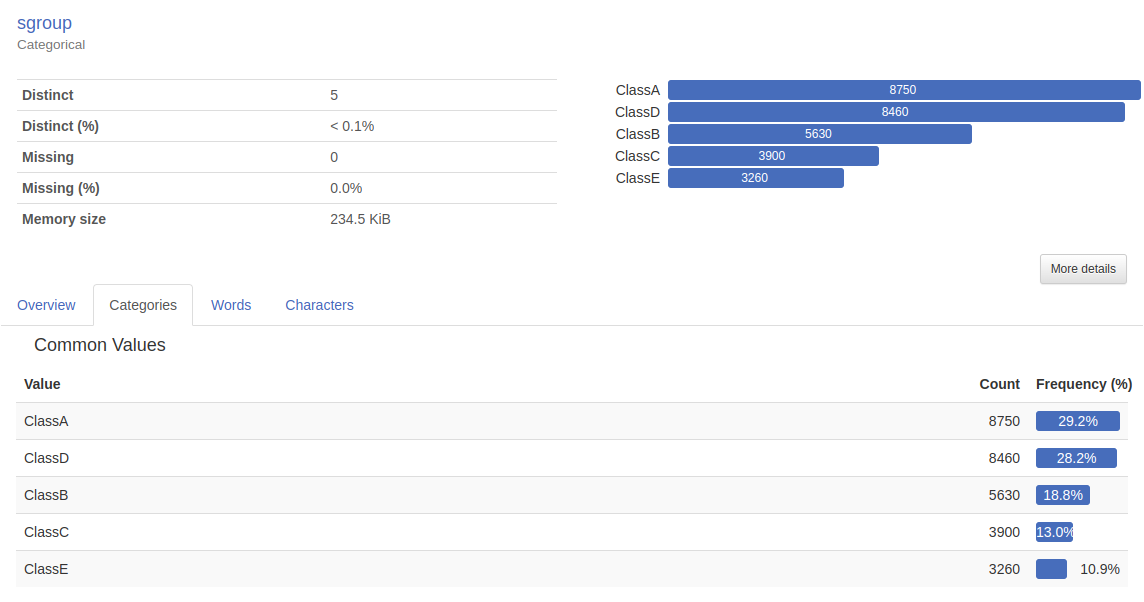 sgroup
Categorical
Distinct 5
Distinct (%) < 0.1%
Missing 0
Missing (%) 0.0%
Memory size 234.5 KiB
ClassA 8750
ClassD 8460
ClassB 5630
ClassC 3900
ClassE 3260
More details
Overview Categories Words Characters
Common Values
Value Count Frequency (%)
ClassA 8750 29.2%
ClassD 8460 28.2%
ClassB 5630 18.8%
ClassC 3900 13.0%
ClassE 3260 10.9%